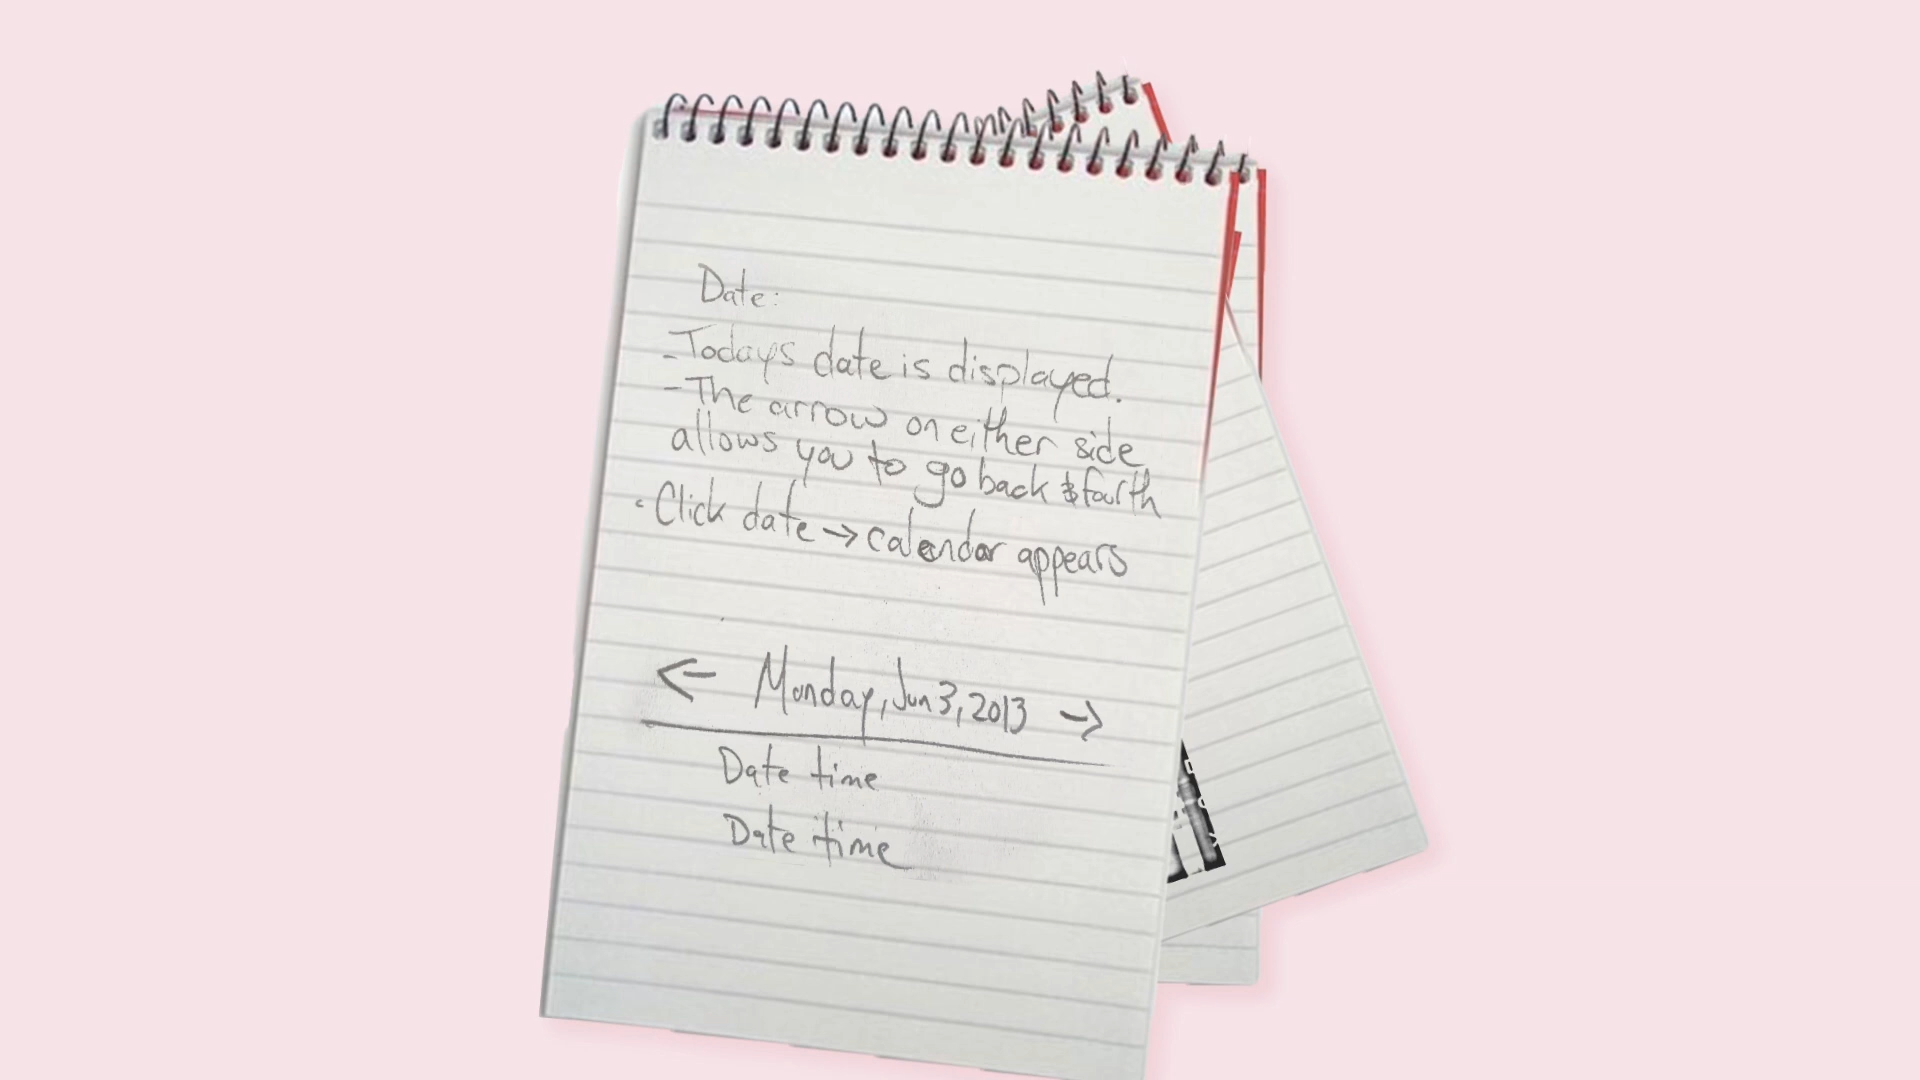 Date:
- Todays date is displayed.
- The arrow on either side
allows you to go back & fourth
· Click date → calendar appears
← Monday, Jun 3, 2013 →
Date time
Date time